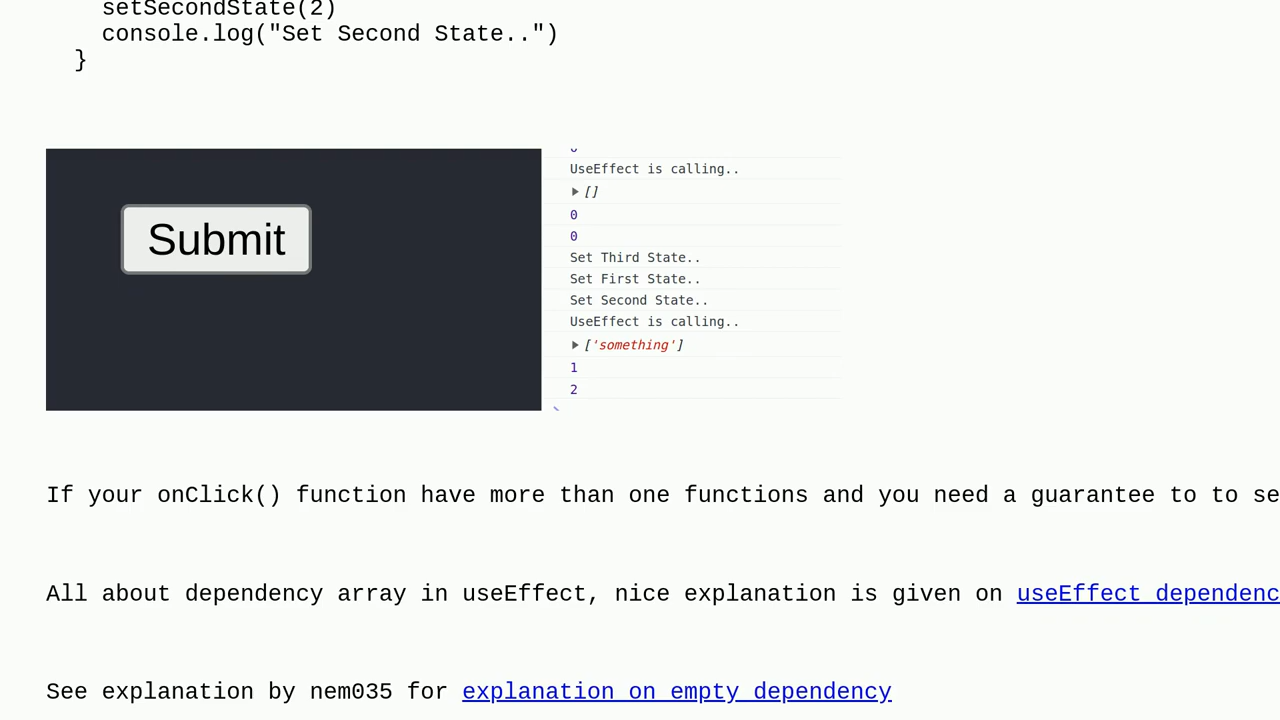 setSecondState(2)
console.log("Set Second State..")
}
Submit
UseEffect is calling..
[]
0
0
Set Third State..
Set First State..
Set Second State..
UseEffect is calling..
['something']
1
2
If your onClick() function have more than one functions and you need a guarantee to to se
All about dependency array in useEffect, nice explanation is given on useEffect dependenc
See explanation by nem035 for explanation on empty dependency